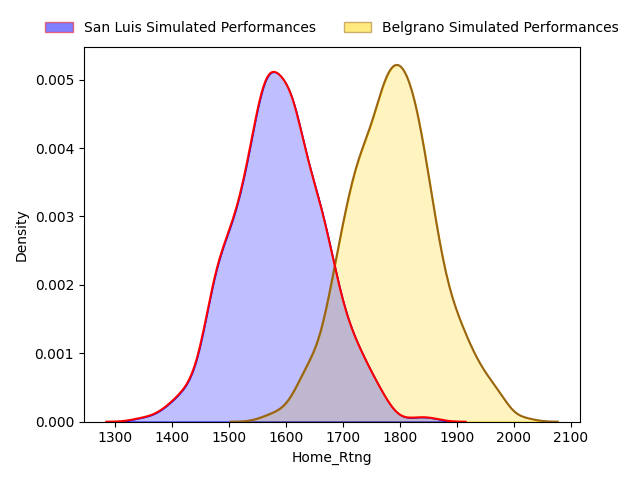 San Luis Simulated Performances Belgrano Simulated Performances
0.005
0.004
0.003
0.002
0.001
0.000
Density
1300 1400 1500 1600 1700 1800 1900 2000 2100
Home_Rtng